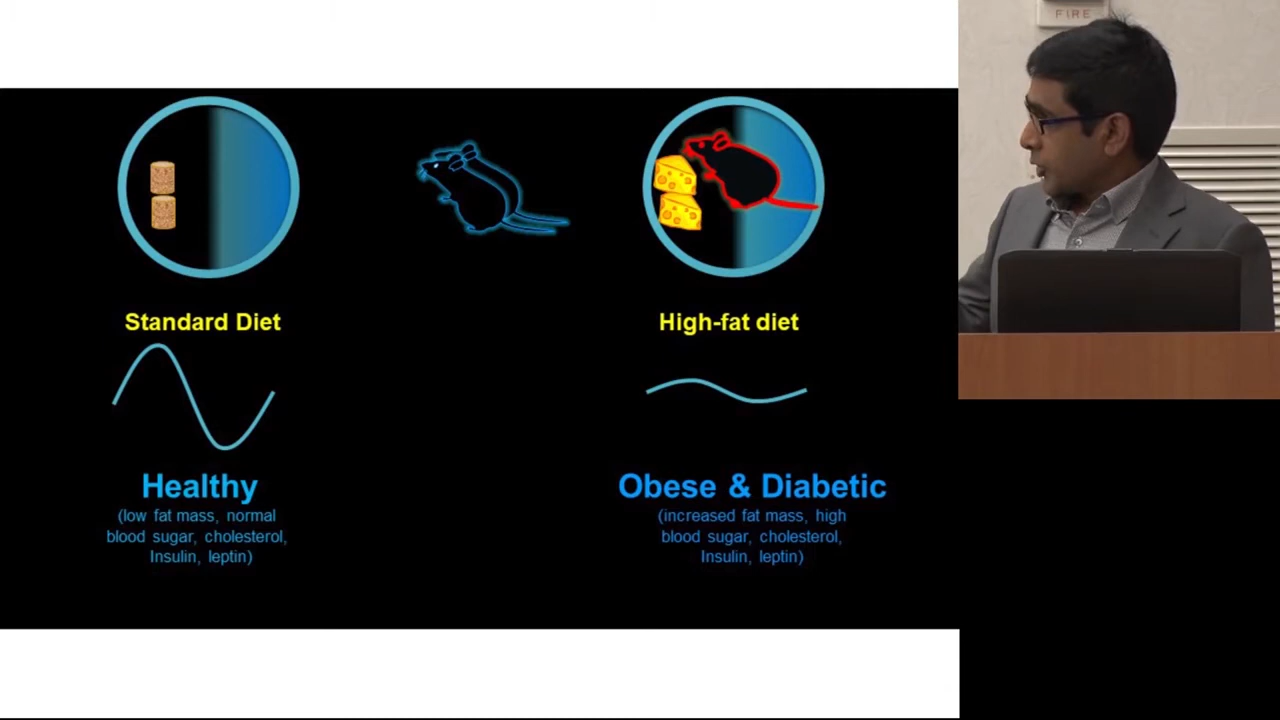 FIRE
Standard Diet
High-fat diet
Healthy
(low fat mass, normal
blood sugar, cholesterol,
Insulin, leptin)
Obese & Diabetic
(increased fat mass, high
blood sugar, cholesterol,
Insulin, leptin)